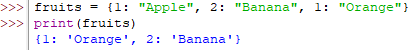 >>> fruits = {1: "Apple", 2: "Banana", 1: "Orange"}
>>> print(fruits)
{1: 'Orange', 2: 'Banana'}